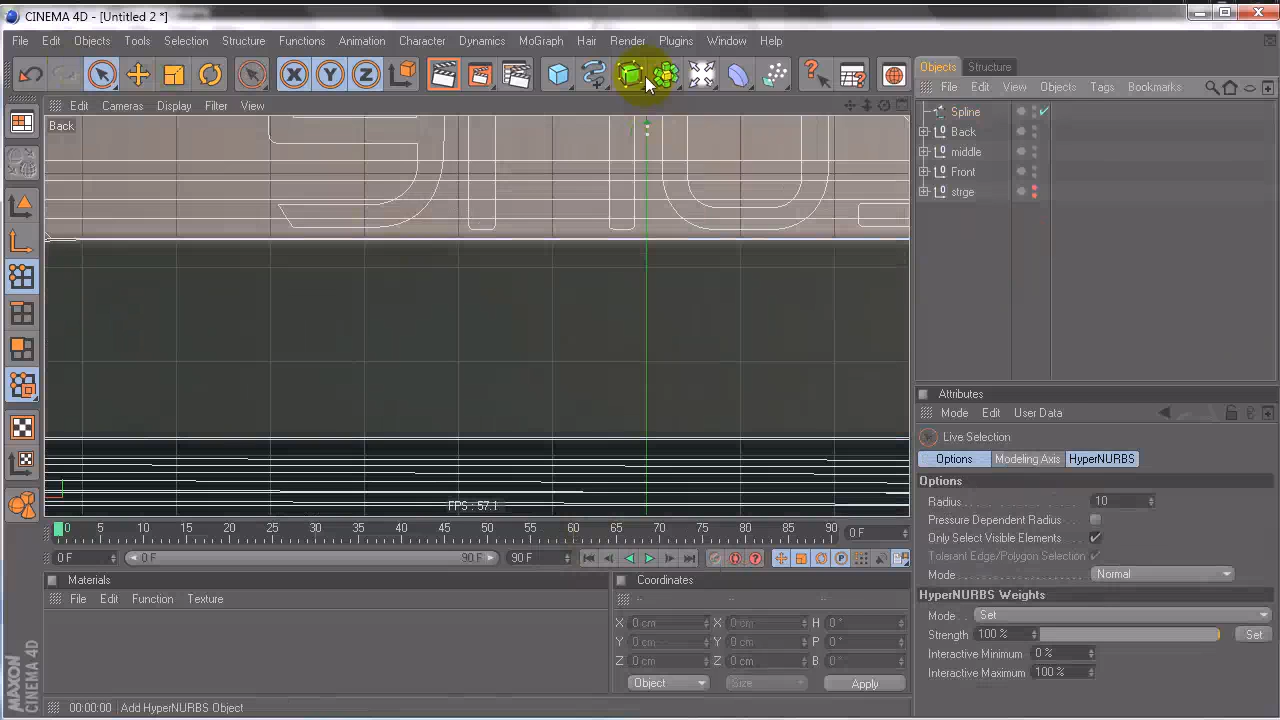 CINEMA 4D - [Untitled 2 *]
File Edit Objects Tools Selection Structure Functions Animation Character Dynamics MoGraph Hair Render Plugins Window Help
X Y Z
Objects Structure
File Edit View Objects Tags Bookmarks
Edit Cameras Display Filter View
Back
Spline
Back
middle
Front
strge
Attributes
Mode Edit User Data
Live Selection
Options Modeling Axis HyperNURBS
Options
Radius 10
Pressure Dependent Radius
Only Select Visible Elements
Tolerant Edge/Polygon Selection
Mode Normal
HyperNURBS Weights
Mode Set
Strength 100 % Set
Interactive Minimum 0 %
Interactive Maximum 100 %
FPS : 57.1
0 5 10 15 20 25 30 35 40 45 50 55 60 65 70 75 80 85 90 0 F
0 F 0 F 90 F 90 F
Materials
File Edit Function Texture
Coordinates
-- -- --
X 0 cm X 0 cm H 0 °
Y 0 cm Y 0 cm P 0 °
Z 0 cm Z 0 cm B 0 °
Object Size Apply
MAXON
CINEMA 4D
00:00:00 Add HyperNURBS Object